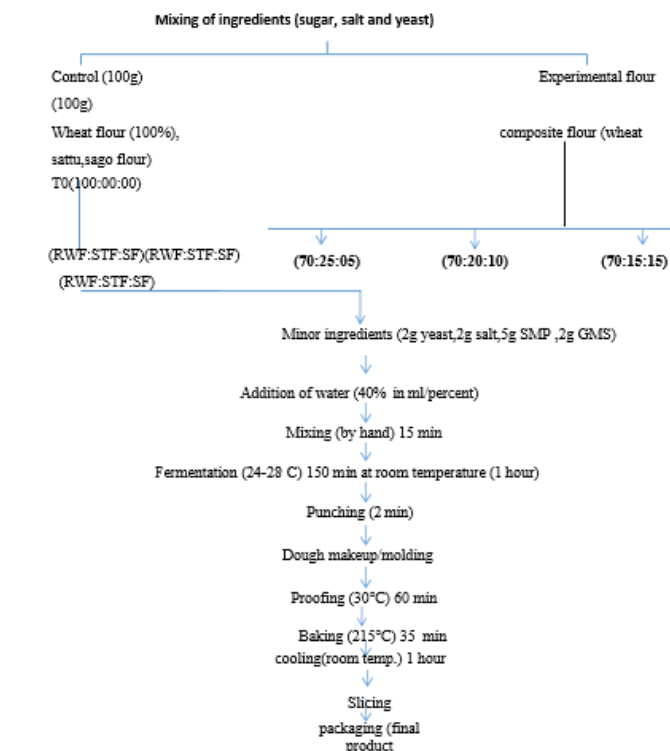 Mixing of ingredients (sugar, salt and yeast)
Control (100g) Experimental flour
(100g)
Wheat flour (100%), composite flour (wheat
sattu,sago flour)
T0(100:00:00)
(RWF:STF:SF)(RWF:STF:SF)
(RWF:STF:SF)
(70:25:05) (70:20:10) (70:15:15)
Minor ingredients (2g yeast,2g salt,5g SMP ,2g GMS)
Addition of water (40% in ml/percent)
Mixing (by hand) 15 min
Fermentation (24-28 C) 150 min at room temperature (1 hour)
Punching (2 min)
Dough makeup/molding
Proofing (30°C) 60 min
Baking (215°C) 35 min
cooling(room temp.) 1 hour
Slicing
packaging (final
product